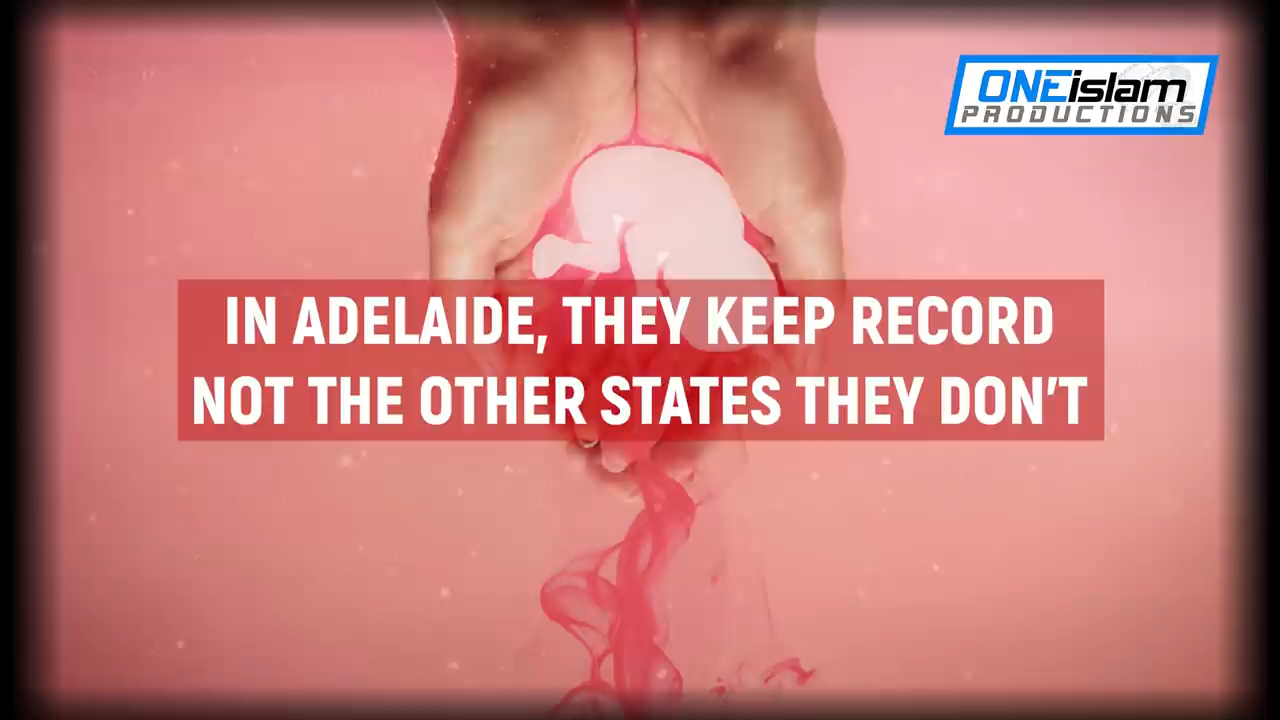 ONEislam
PRODUCTIONS
IN ADELAIDE, THEY KEEP RECORD
NOT THE OTHER STATES THEY DON'T